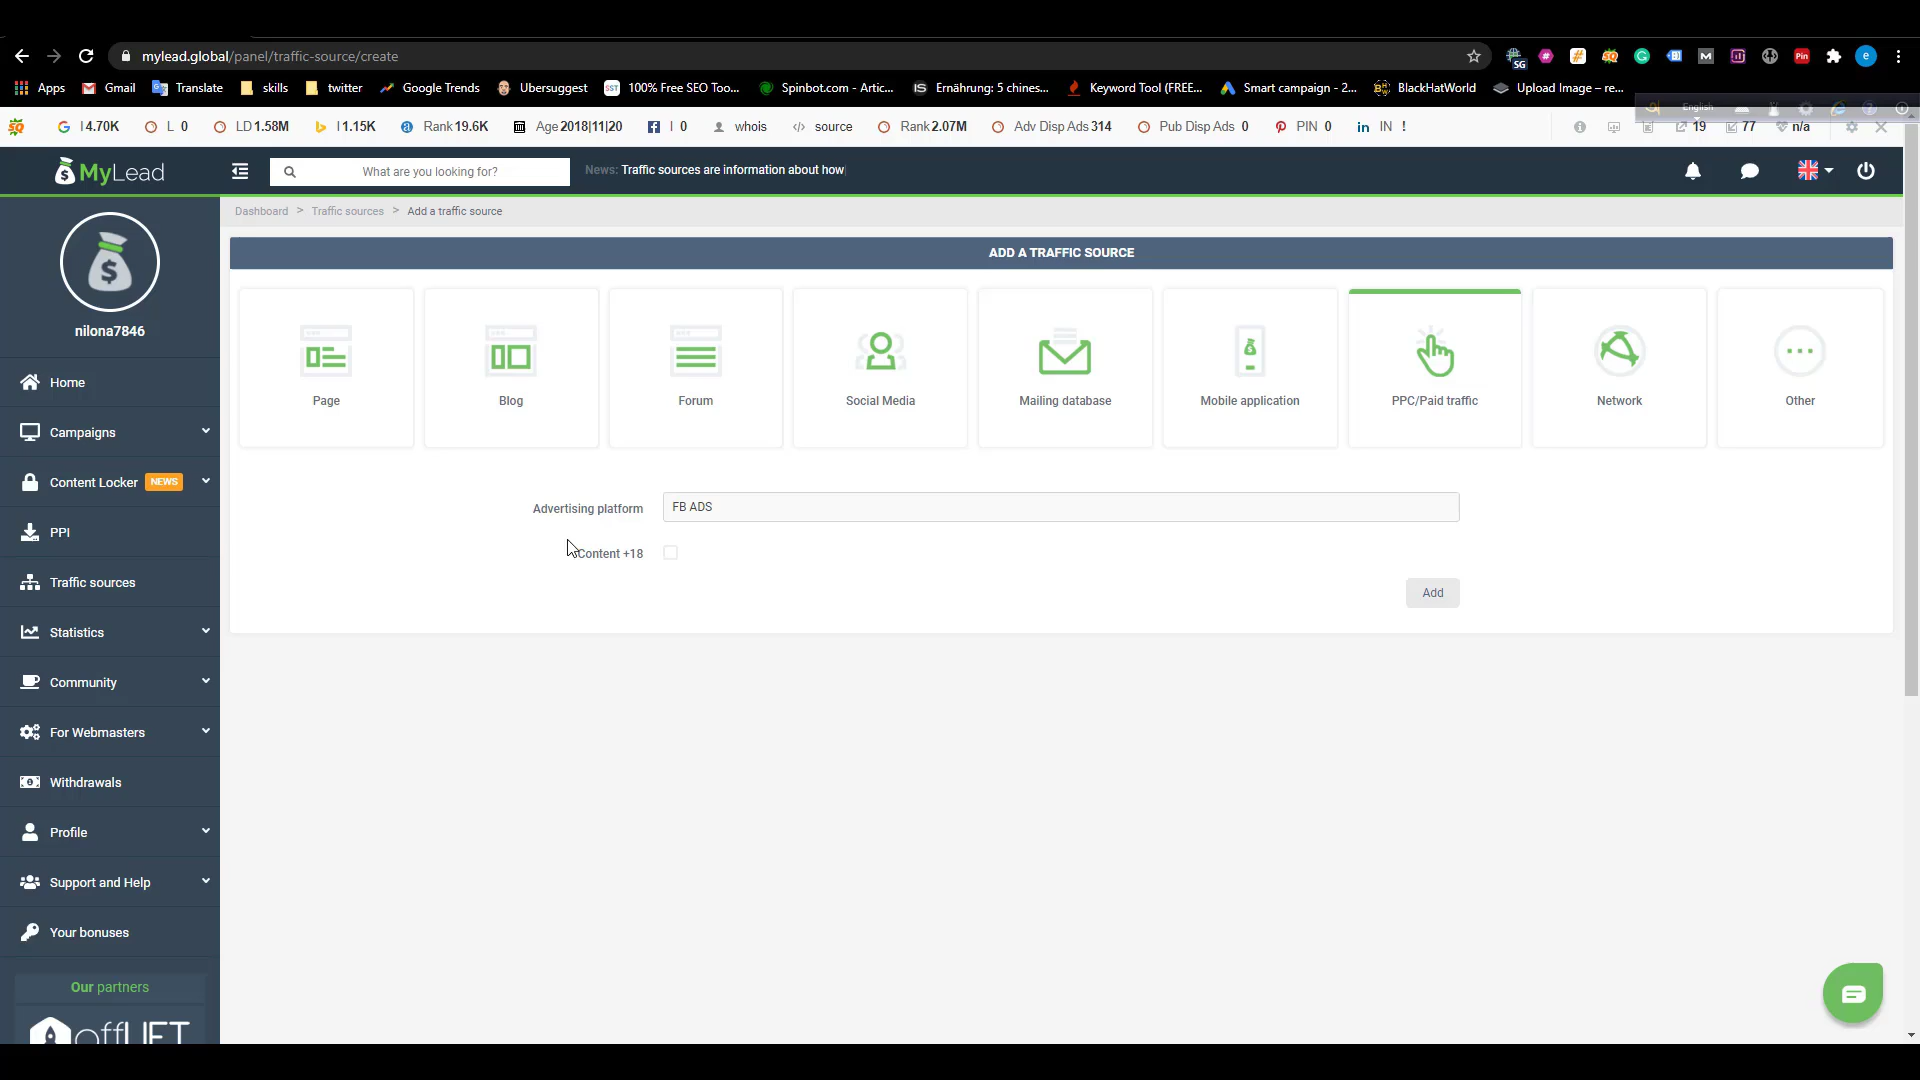 mylead.global/panel/traffic-source/create
SG
Pin
e
Apps Gmail Translate skills twitter Google Trends Ubersuggest 100% Free SEO Too... Spinbot.com - Artic... Ernährung: 5 chines... Keyword Tool (FREE... Smart campaign - 2... BlackHatWorld Upload Image – re...
English
I 4.70K L 0 LD 1.58M I 1.15K Rank 19.6K Age 2018|11|20 I 0 whois source Rank 2.07M Adv Disp Ads 314 Pub Disp Ads 0 PIN 0 IN ! 19 77 n/a
MyLead
What are you looking for?
News: Traffic sources are information about how
Dashboard > Traffic sources > Add a traffic source
nilona7846
Home
Campaigns
Content Locker NEWS
PPI
Traffic sources
Statistics
Community
For Webmasters
Withdrawals
Profile
Support and Help
Your bonuses
Our partners
ADD A TRAFFIC SOURCE
Page Blog Forum Social Media Mailing database Mobile application PPC/Paid traffic Network Other
Advertising platform FB ADS
Content +18
Add